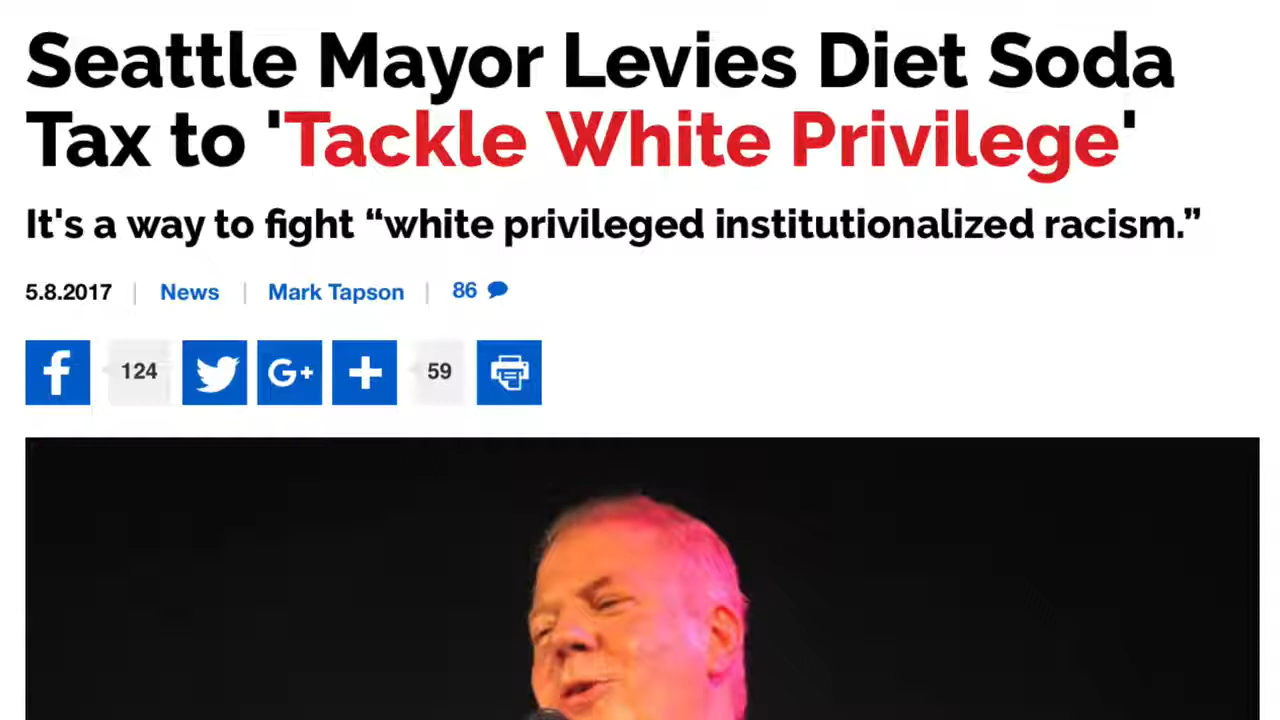 Seattle Mayor Levies Diet Soda
Tax to 'Tackle White Privilege'
It's a way to fight “white privileged institutionalized racism.”
5.8.2017 | News | Mark Tapson | 86
f 124 G+ + 59